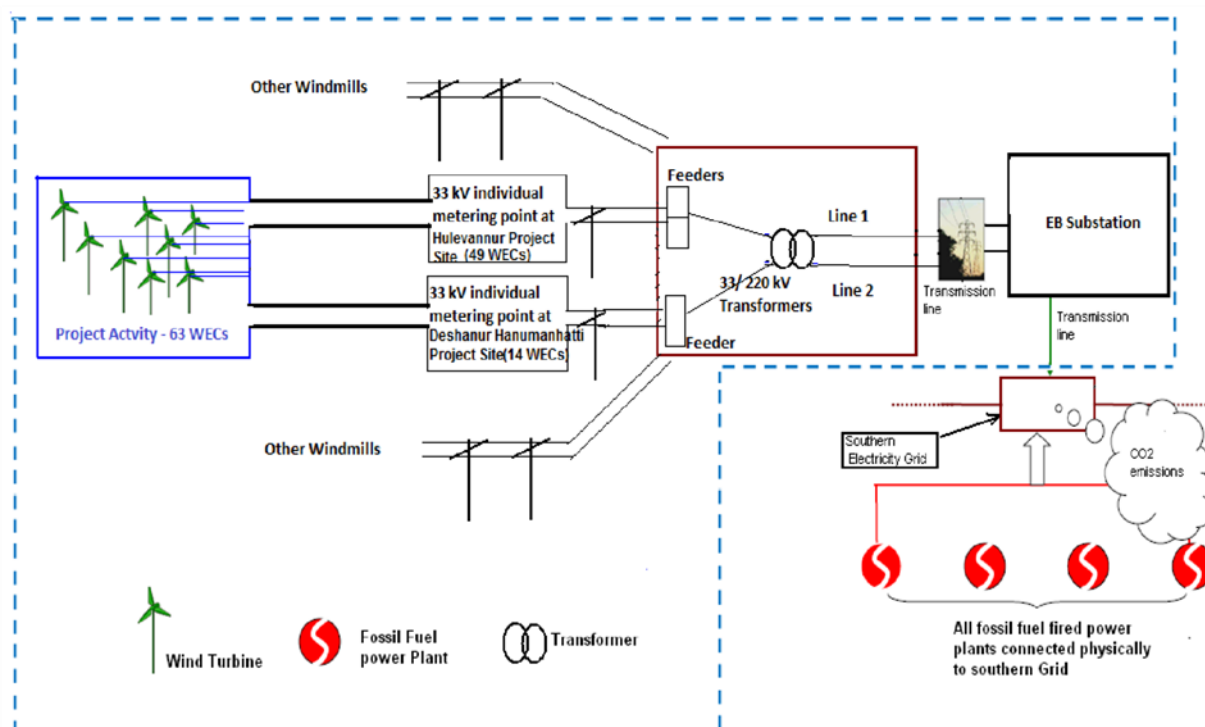 Other Windmills
33 kV individual
metering point at
Hulevannur Project
Site (49 WECs)
Feeders
Line 1
33/ 220 kV
Transformers
Line 2
Transmission
line
EB Substation
Transmission
line
Project Actvity - 63 WECs
33 kV individual
metering point at
Deshanur Hanumanhatti
Project Site(14 WECs)
Feeder
Other Windmills
Southern
Electricity Grid
CO2
emissions
All fossil fuel fired power
plants connected physically
to southern Grid
Wind Turbine
Fossil Fuel
power Plant
Transformer